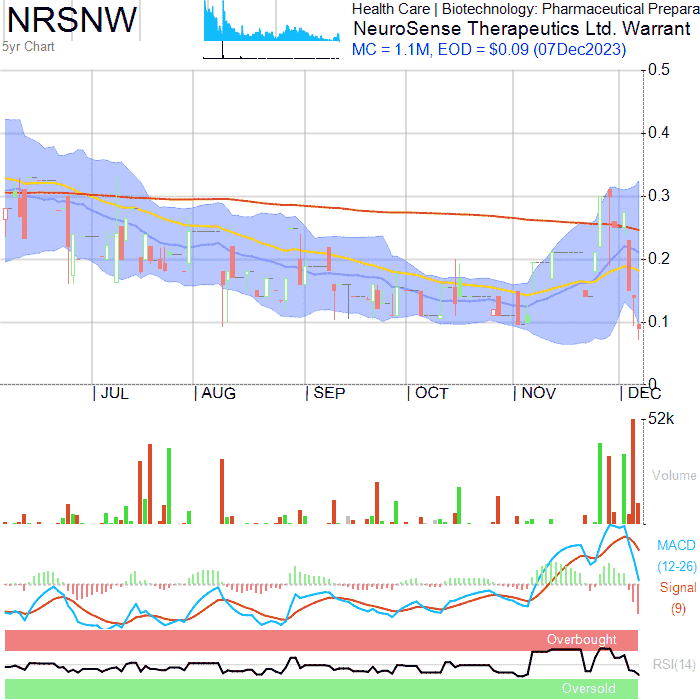 NRSNW
5yr Chart
Health Care | Biotechnology: Pharmaceutical Prepara
NeuroSense Therapeutics Ltd. Warrant
MC = 1.1M, EOD = $0.09 (07Dec2023)
0.5
0.4
0.3
0.2
0.1
0
JUL
AUG
SEP
OCT
NOV
DEC
52k
Volume
MACD
(12-26)
Signal
(9)
Overbought
RSI(14)
Oversold